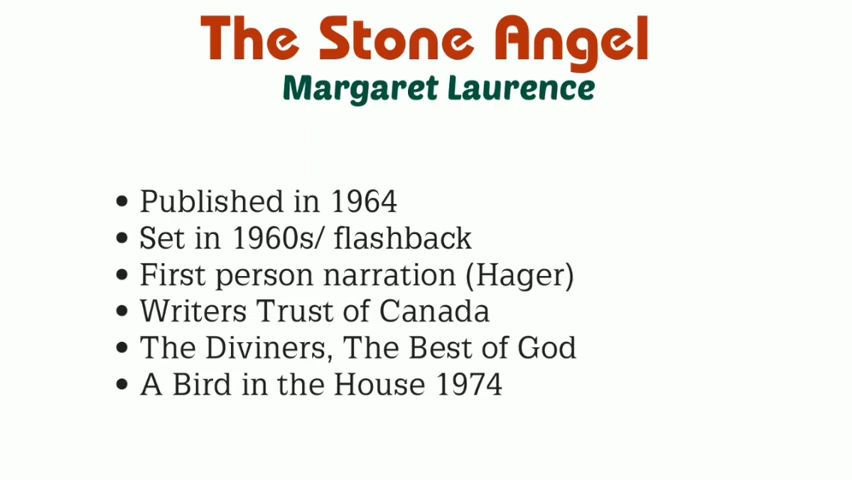 The Stone Angel
Margaret Laurence
• Published in 1964
• Set in 1960s/ flashback
• First person narration (Hager)
• Writers Trust of Canada
• The Diviners, The Best of God
• A Bird in the House 1974